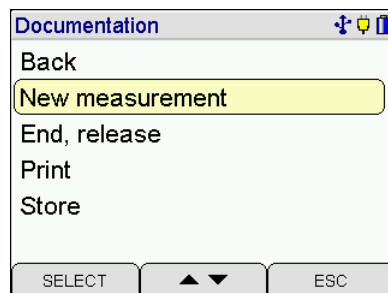 Documentation
Back
New measurement
End, release
Print
Store
SELECT ▲ ▼ ESC